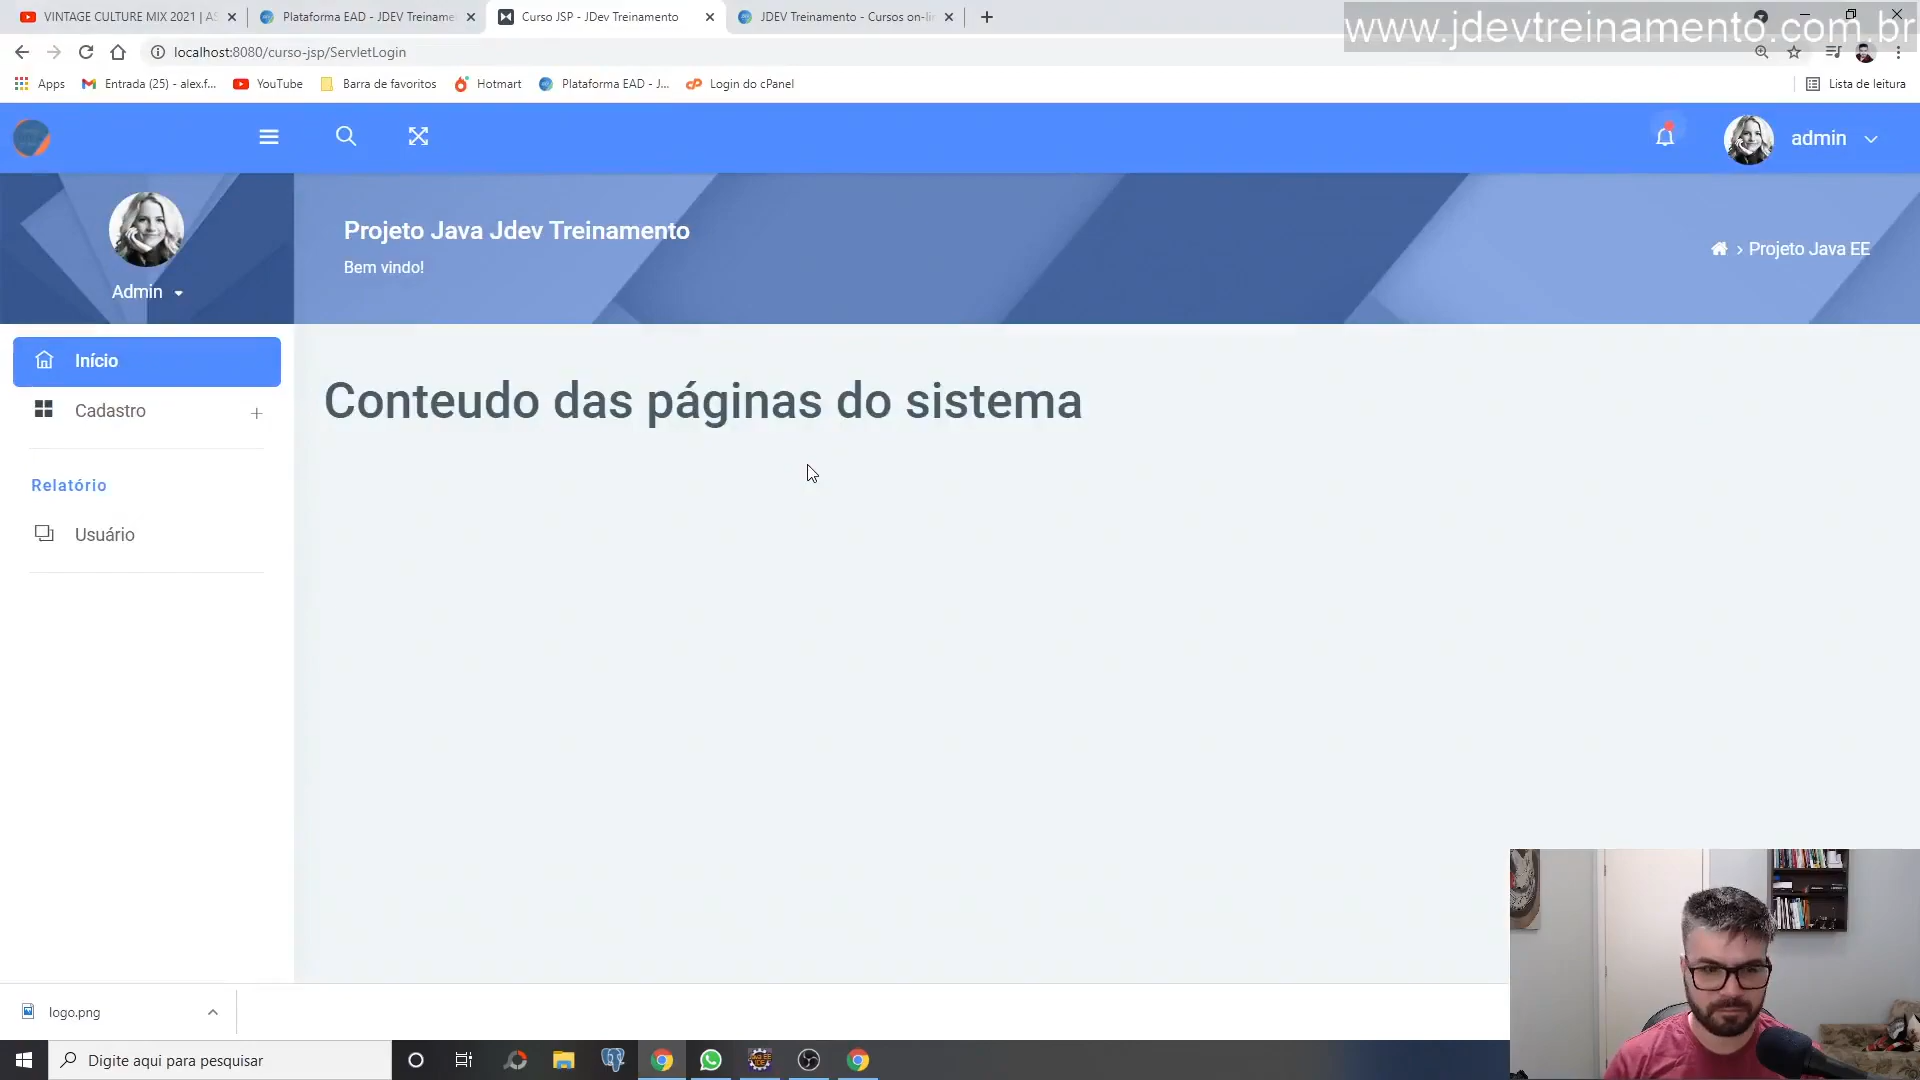 VINTAGE CULTURE MIX 2021 | AS
Plataforma EAD - JDEV Treiname
Curso JSP - JDev Treinamento
JDEV Treinamento - Cursos on-li
www.jdevtreinamento.com.br
localhost:8080/curso-jsp/ServletLogin
Apps
Entrada (25) - alex.f...
YouTube
Barra de favoritos
Hotmart
Plataforma EAD - J...
Login do cPanel
Lista de leitura
admin
Projeto Java Jdev Treinamento
Bem vindo!
Projeto Java EE
Admin
Início
Cadastro
Conteudo das páginas do sistema
Relatório
Usuário
logo.png
Digite aqui para pesquisar